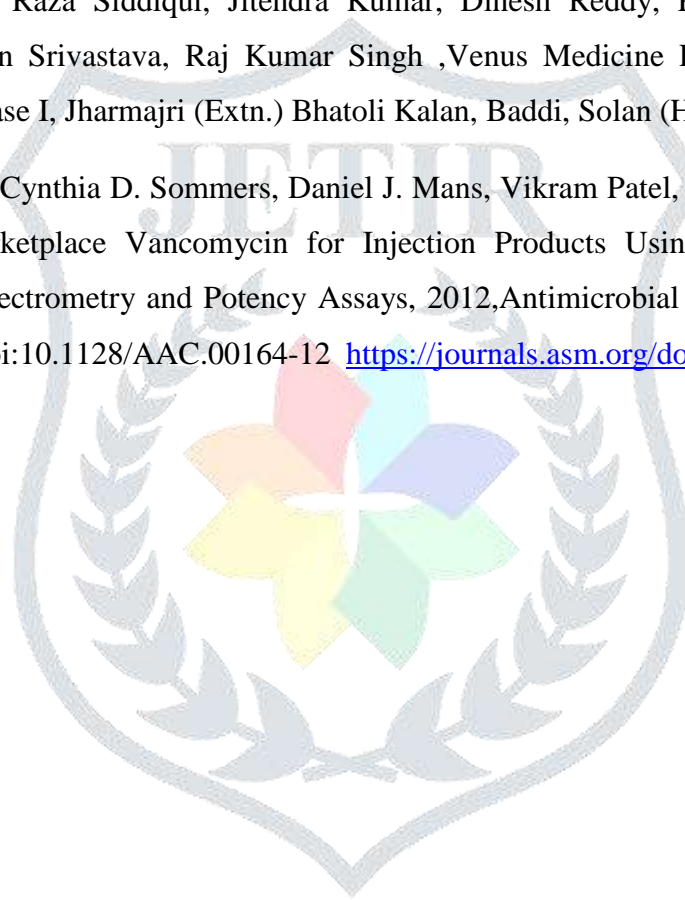 Raza Siddiqui, Jitendra Kumar, Dinesh Reddy,
n Srivastava, Raj Kumar Singh ,Venus Medicine
ase I, Jharmajri (Extn.) Bhatoli Kalan, Baddi, Solan (H
Cynthia D. Sommers, Daniel J. Mans, Vikram Patel,
ketplace Vancomycin for Injection Products Usin
ectrometry and Potency Assays, 2012,Antimicrobial
i:10.1128/AAC.00164-12 https://journals.asm.org/do
JETIR